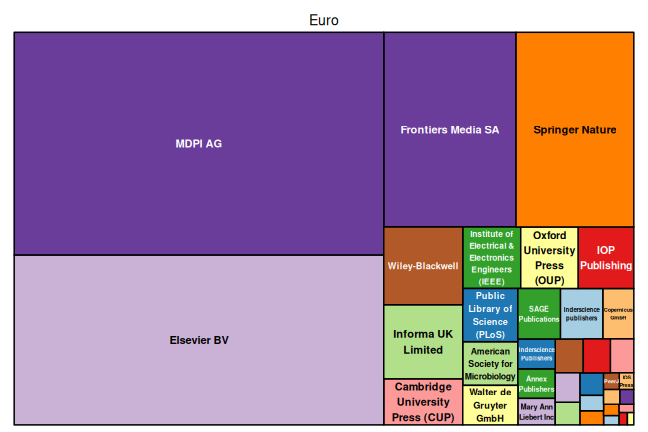 Euro
MDPI AG
Frontiers Media SA
Springer Nature
Elsevier BV
Wiley-Blackwell
Institute of
Electrical &
Electronics
Engineers
(IEEE)
Oxford
University
Press
(OUP)
IOP
Publishing
Informa UK
Limited
Public
Library of
Science
(PLoS)
SAGE
Publications
Inderscience
publishers
Copernicus
GmbH
American
Society for
Microbiology
Inderscience
Publishers
Cambridge
University
Press (CUP)
Walter de
Gruyter
GmbH
Annex
Publishers
Mary Ann
Liebert Inc
PeerJ
IOS
Press